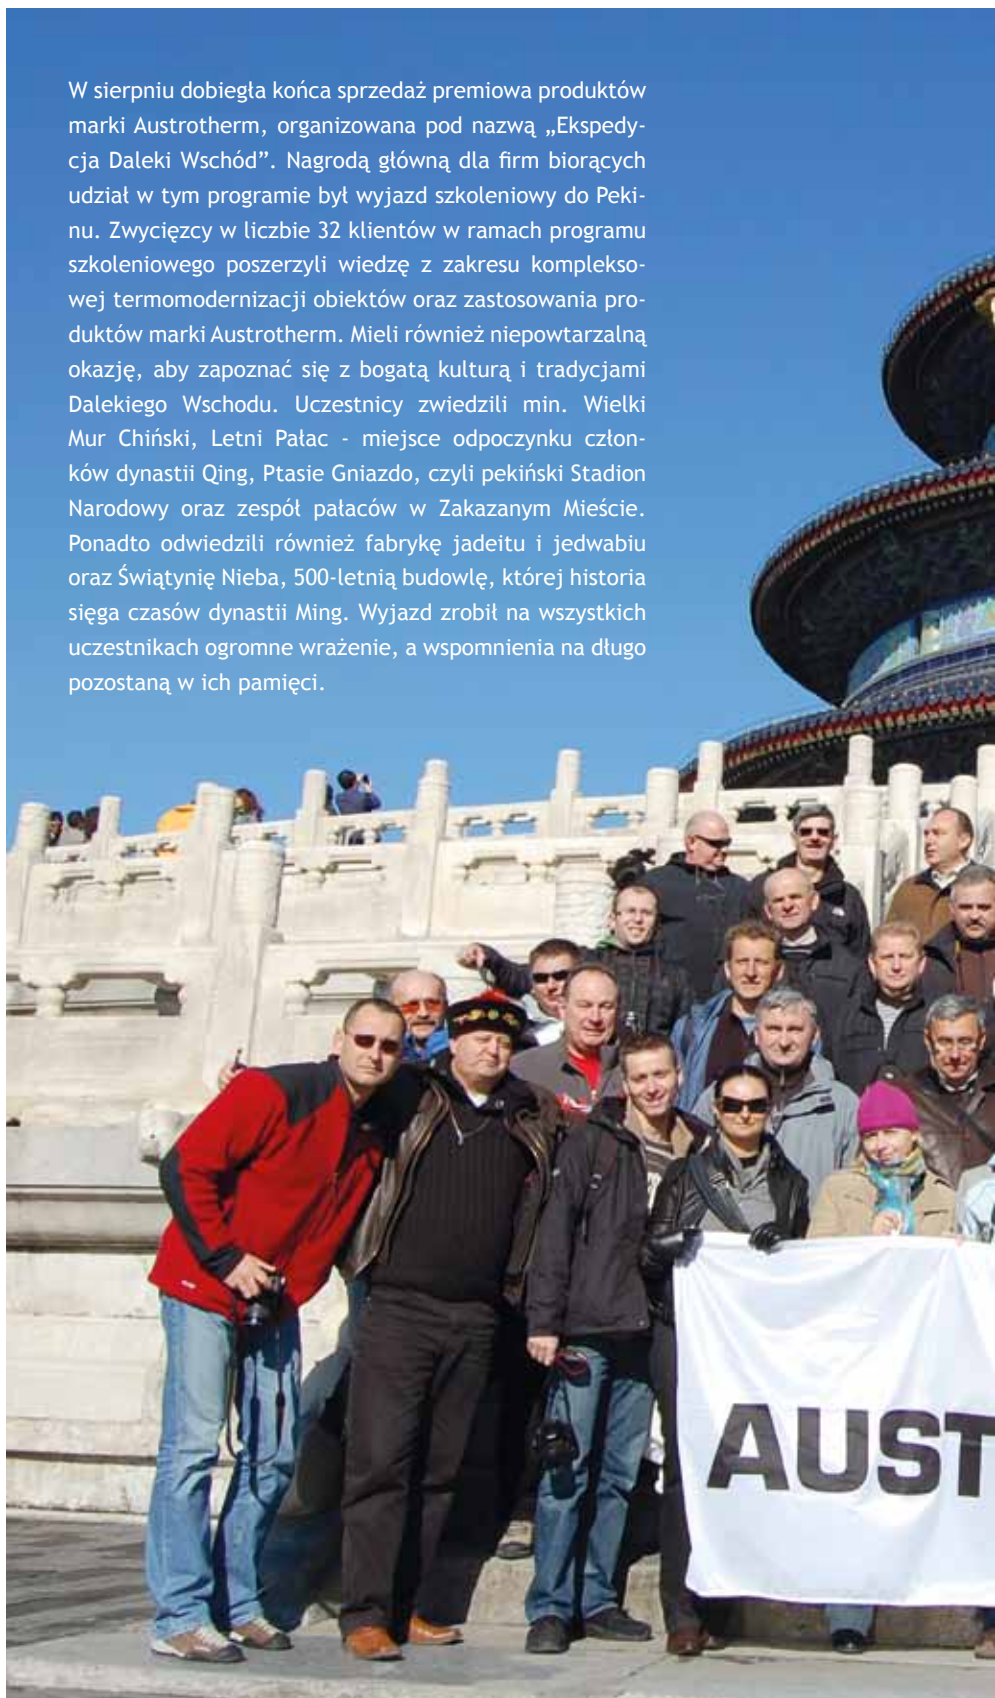 W sierpniu dobiegła końca sprzedaż premiowa produktów
marki Austrotherm, organizowana pod nazwą „Ekspedy-
cja Daleki Wschód”. Nagrodą główną dla firm biorących
udział w tym programie był wyjazd szkoleniowy do Peki-
nu. Zwycięzcy w liczbie 32 klientów w ramach programu
szkoleniowego poszerzyli wiedzę z zakresu komplekso-
wej termomodernizacji obiektów oraz zastosowania pro-
duktów marki Austrotherm. Mieli również niepowtarzalną
okazję, aby zapoznać się z bogatą kulturą i tradycjami
Dalekiego Wschodu. Uczestnicy zwiedzili min. Wielki
Mur Chiński, Letni Pałac - miejsce odpoczynku człon-
ków dynastii Qing, Ptasie Gniazdo, czyli pekiński Stadion
Narodowy oraz zespół pałaców w Zakazanym Mieście.
Ponadto odwiedzili również fabrykę jadeitu i jedwabiu
oraz Świątynię Nieba, 500-letnią budowlę, której historia
sięga czasów dynastii Ming. Wyjazd zrobił na wszystkich
uczestnikach ogromne wrażenie, a wspomnienia na długo
pozostaną w ich pamięci.
AUST